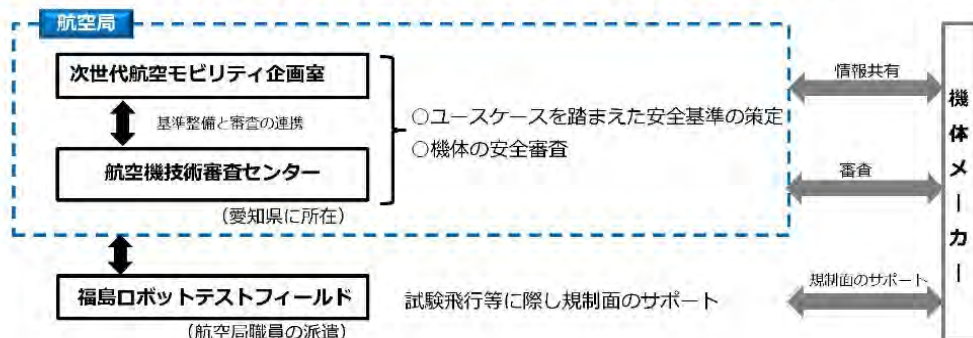 航空局
次世代航空モビリティ企画室
基準整備と審査の連携
航空機技術審査センター
(愛知県に所在)
○ユースケースを踏まえた安全基準の策定
○機体の安全審査
情報共有
審査
福島ロボットテストフィールド
(航空局職員の派遣)
試験飛行等に際し規制面のサポート
規制面のサポート
機体メーカー